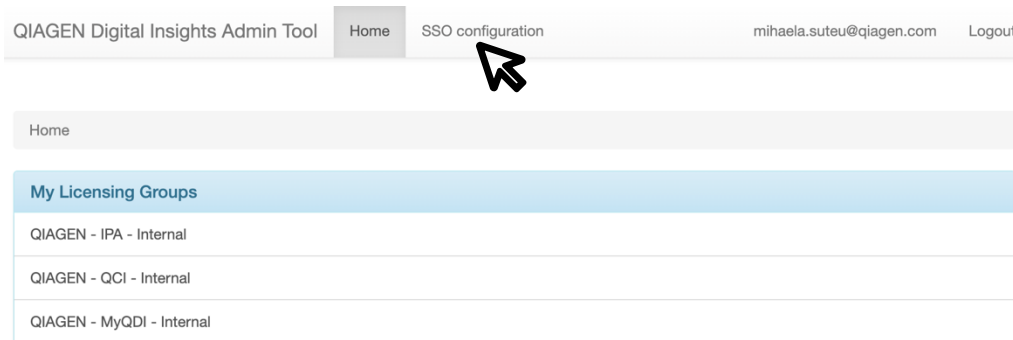 QIAGEN Digital Insights Admin Tool Home SSO configuration mihaela.suteu@qiagen.com Logout
Home
My Licensing Groups
QIAGEN - IPA - Internal
QIAGEN - QCI - Internal
QIAGEN - MyQDI - Internal